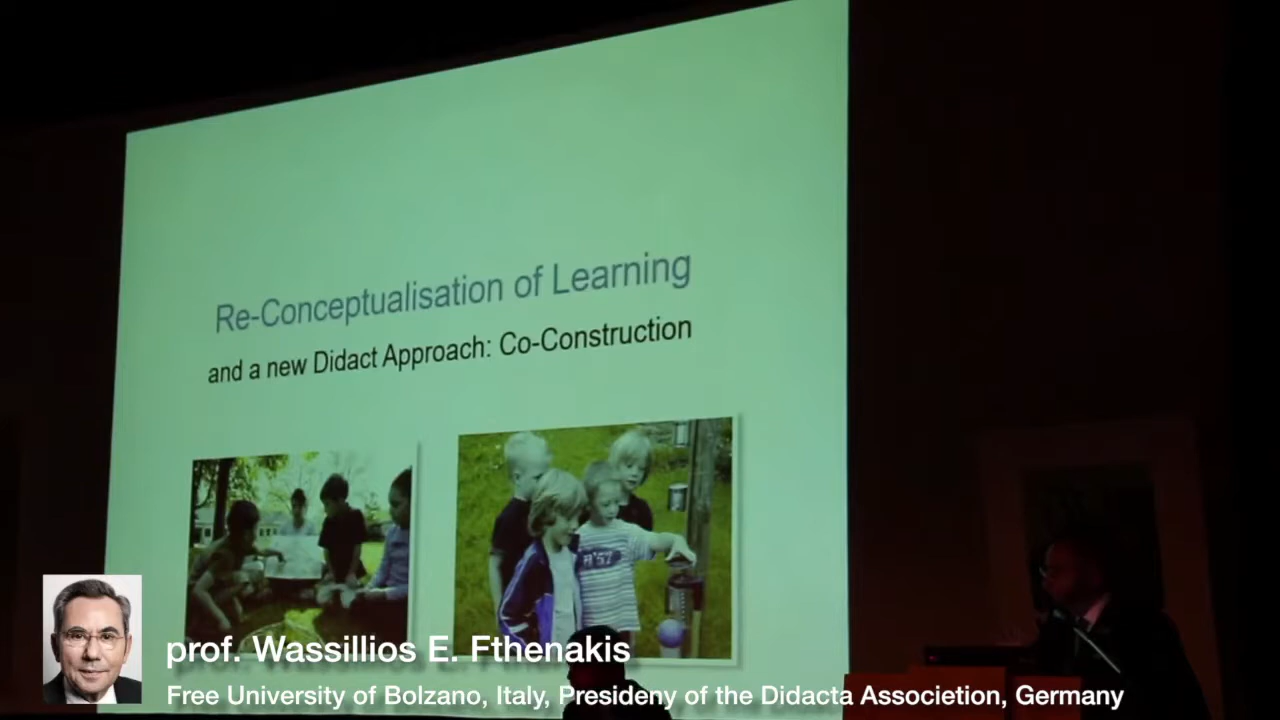 Re-Conceptualisation of Learning
and a new Didact Approach: Co-Construction
prof. Wassillios E. Fthenakis
Free University of Bolzano, Italy, Presideny of the Didacta Associetion, Germany